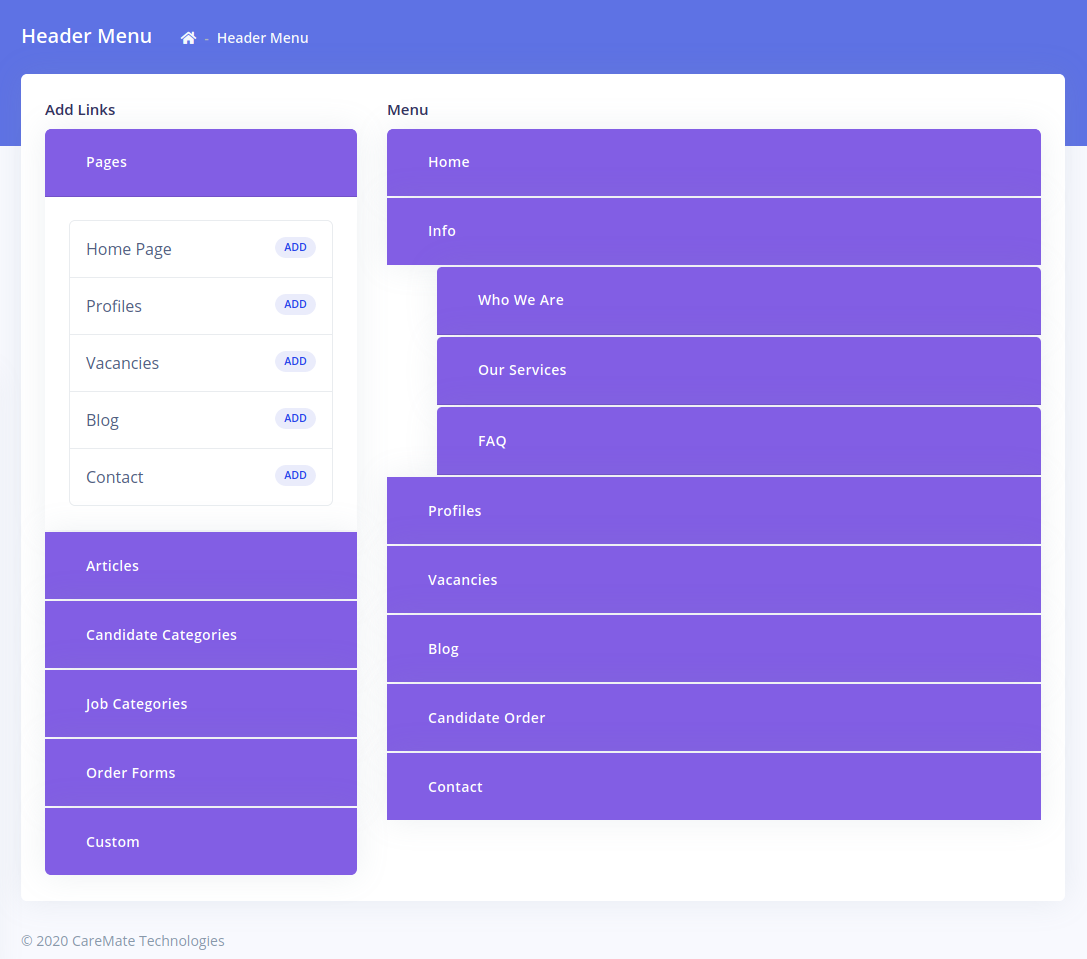 Header Menu
- Header Menu
Add Links
Pages
Home Page ADD
Profiles ADD
Vacancies ADD
Blog ADD
Contact ADD
Articles
Candidate Categories
Job Categories
Order Forms
Custom
Menu
Home
Info
Who We Are
Our Services
FAQ
Profiles
Vacancies
Blog
Candidate Order
Contact
© 2020 CareMate Technologies